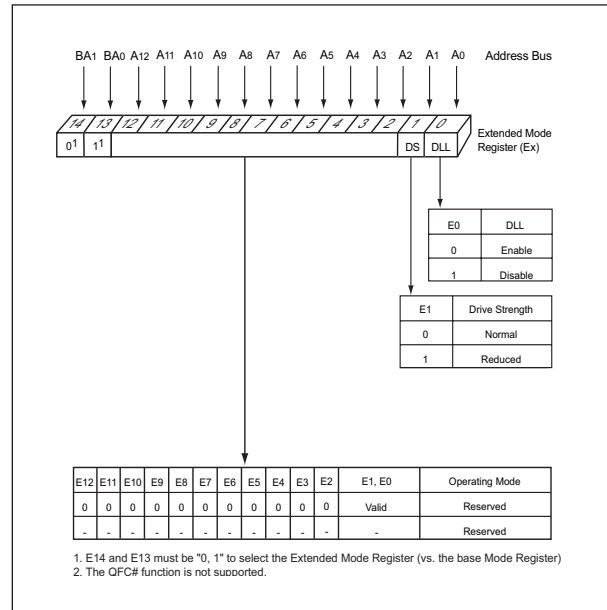 BA1 BA0 A12 A11 A10 A9 A8 A7 A6 A5 A4 A3 A2 A1 A0 Address Bus
14 13 12 11 10 9 8 7 6 5 4 3 2 1 0
Extended Mode
Register (Ex)
0¹ 1¹ DS DLL
E0 DLL
0 Enable
1 Disable
E1 Drive Strength
0 Normal
1 Reduced
E12 E11 E10 E9 E8 E7 E6 E5 E4 E3 E2 E1, E0 Operating Mode
0 0 0 0 0 0 0 0 0 0 0 Valid Reserved
- - - - - - - - - - - - Reserved
1. E14 and E13 must be "0, 1" to select the Extended Mode Register (vs. the base Mode Register)
2. The QFC# function is not supported.